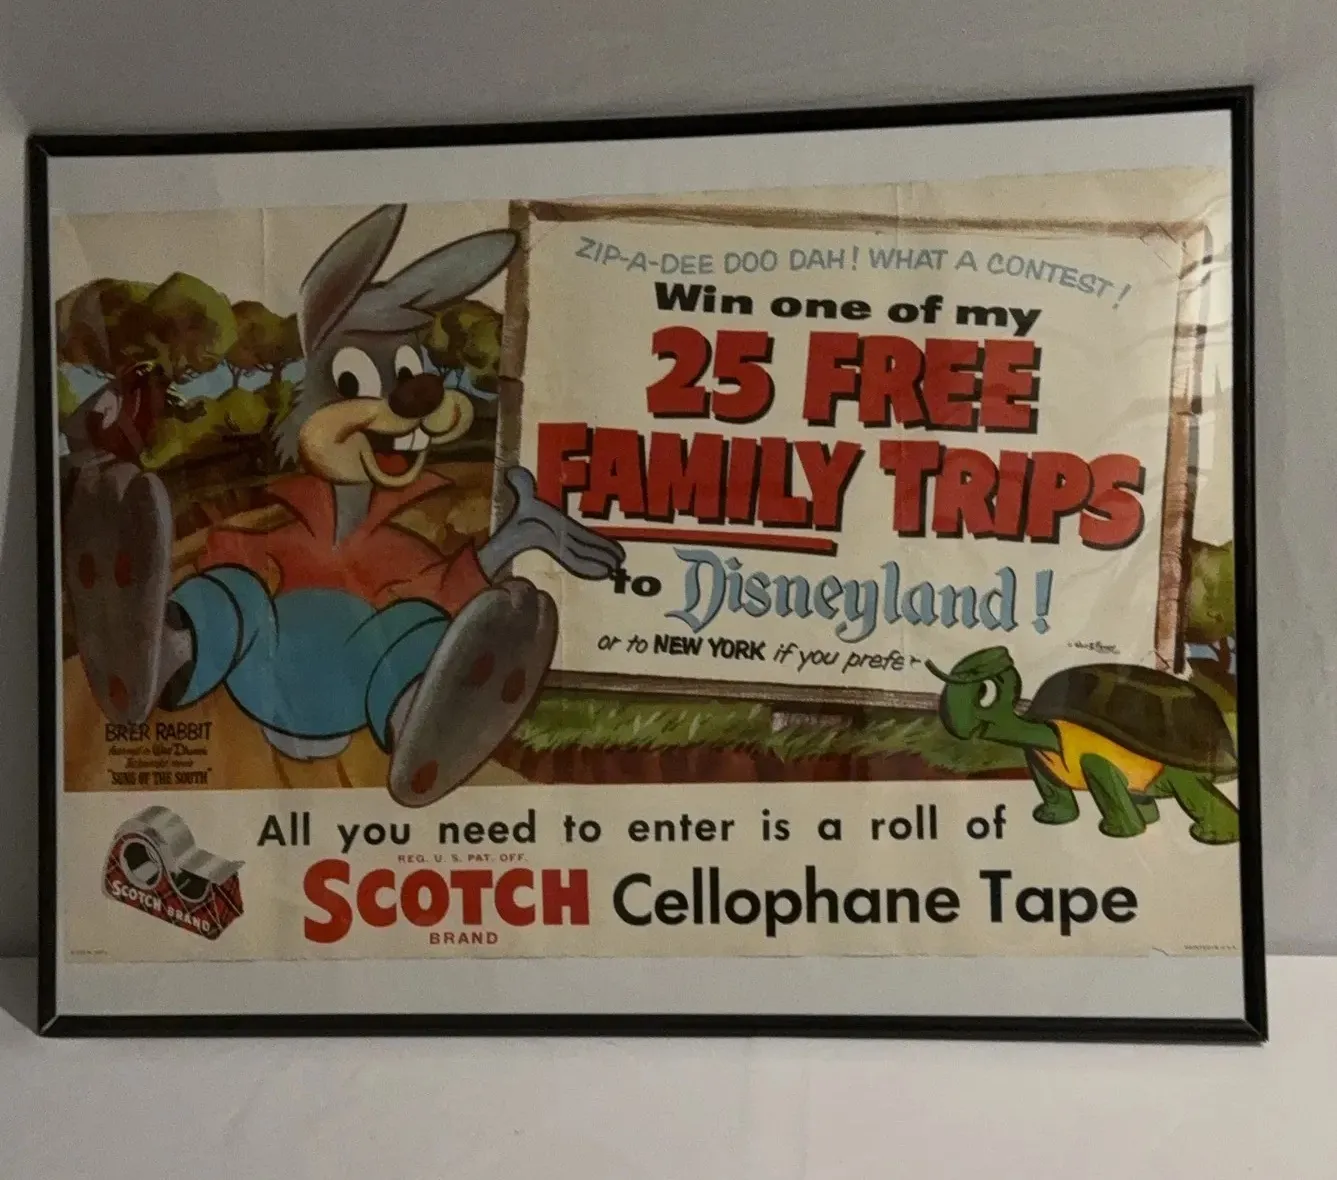 ZIP-A-DEE DOO DAH! WHAT A CONTEST!
Win one of my
25 FREE
FAMILY TRIPS
to Disneyland!
or to NEW YORK if you prefer
BRER RABBIT
"SONG OF THE SOUTH"
All you need to enter is a roll of
REG. U. S. PAT. OFF.
SCOTCH Cellophane Tape
BRAND
SCOTCH BRAND